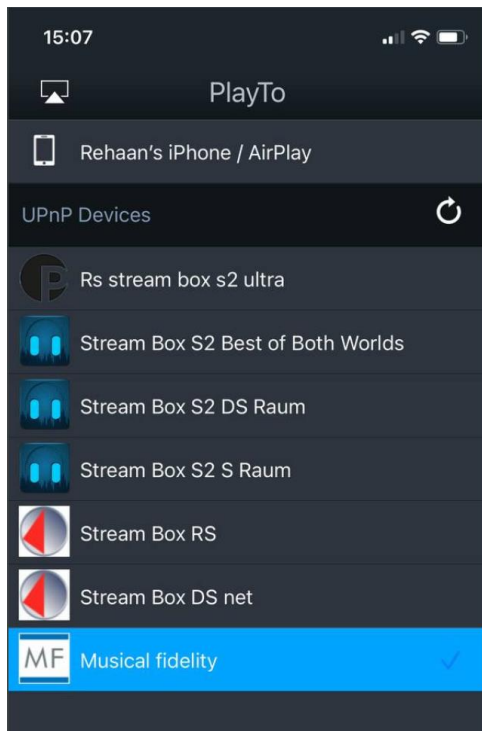 15:07
PlayTo
Rehaan's iPhone / AirPlay
UPnP Devices
P
Rs stream box s2 ultra
Stream Box S2 Best of Both Worlds
Stream Box S2 DS Raum
Stream Box S2 S Raum
Stream Box RS
Stream Box DS net
MF
Musical fidelity